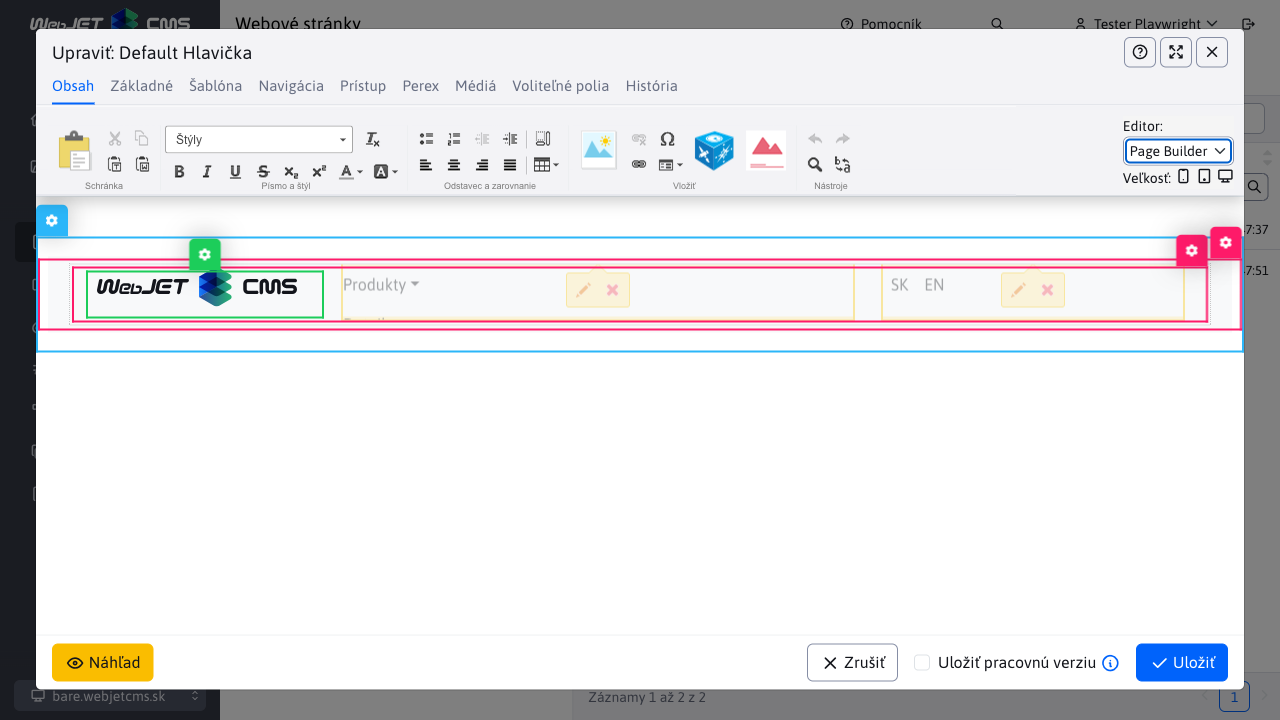 WebJET CMS
Webové stránky
Pomocník
Tester Playwright
Upraviť: Default Hlavička
Obsah
Základné
Šablóna
Navigácia
Prístup
Perex
Médiá
Voliteľné polia
História
Štýly
Schránka
Písmo a štýl
Odstavec a zarovnanie
Vložiť
Nástroje
Editor:
Page Builder
Veľkosť:
7:37
7:51
WebJET CMS
Produkty
SK
EN
Náhľad
Zrušiť
Uložiť pracovnú verziu
Uložiť
bare.webjetcms.sk
Záznamy 1 až 2 z 2
1